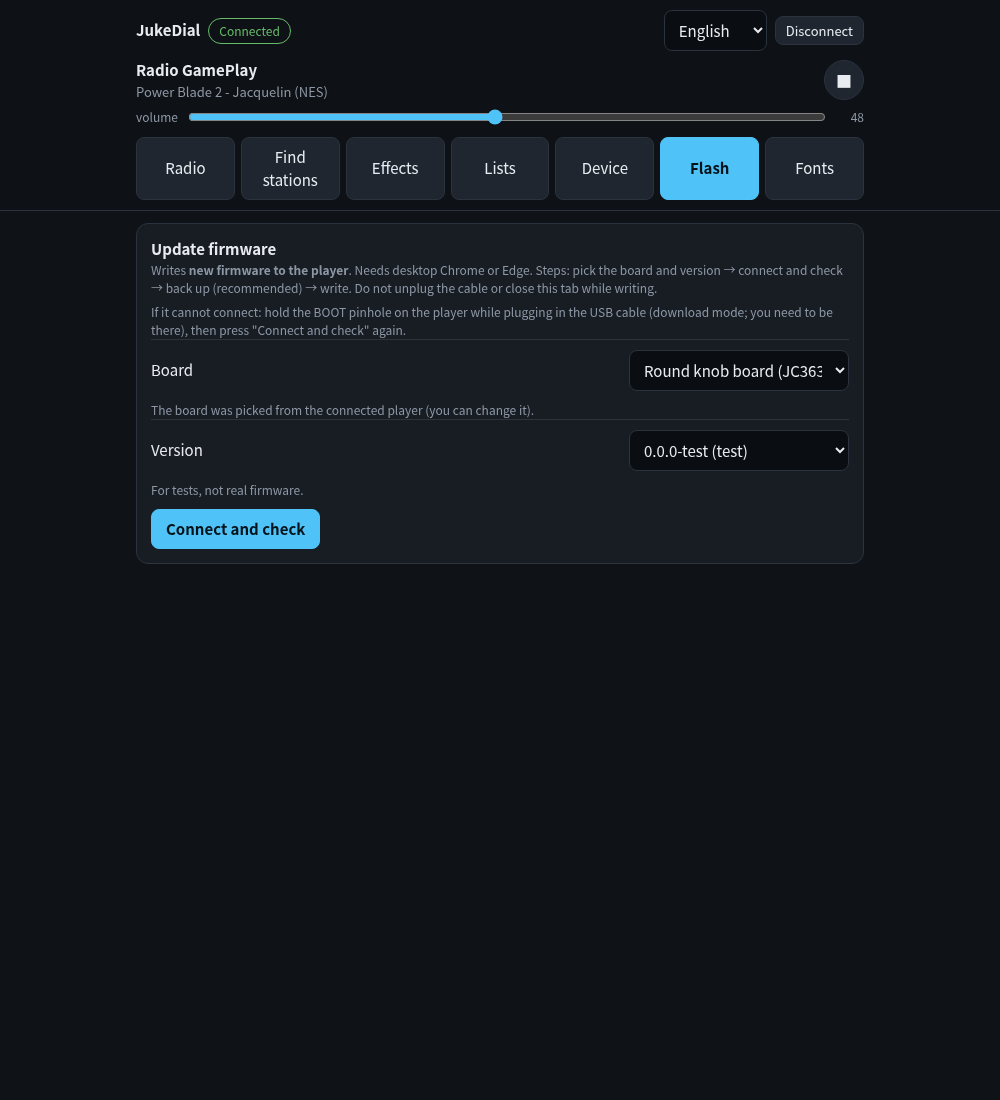 JukeDial Connected English Disconnect
Radio GamePlay
Power Blade 2 - Jacquelin (NES)
volume 48
Radio
Find
stations
Effects
Lists
Device
Flash
Fonts
Update firmware
Writes new firmware to the player. Needs desktop Chrome or Edge. Steps: pick the board and version → connect and check
→ back up (recommended) → write. Do not unplug the cable or close this tab while writing.
If it cannot connect: hold the BOOT pinhole on the player while plugging in the USB cable (download mode; you need to be
there), then press "Connect and check" again.
Board Round knob board (JC363
The board was picked from the connected player (you can change it).
Version 0.0.0-test (test)
For tests, not real firmware.
Connect and check